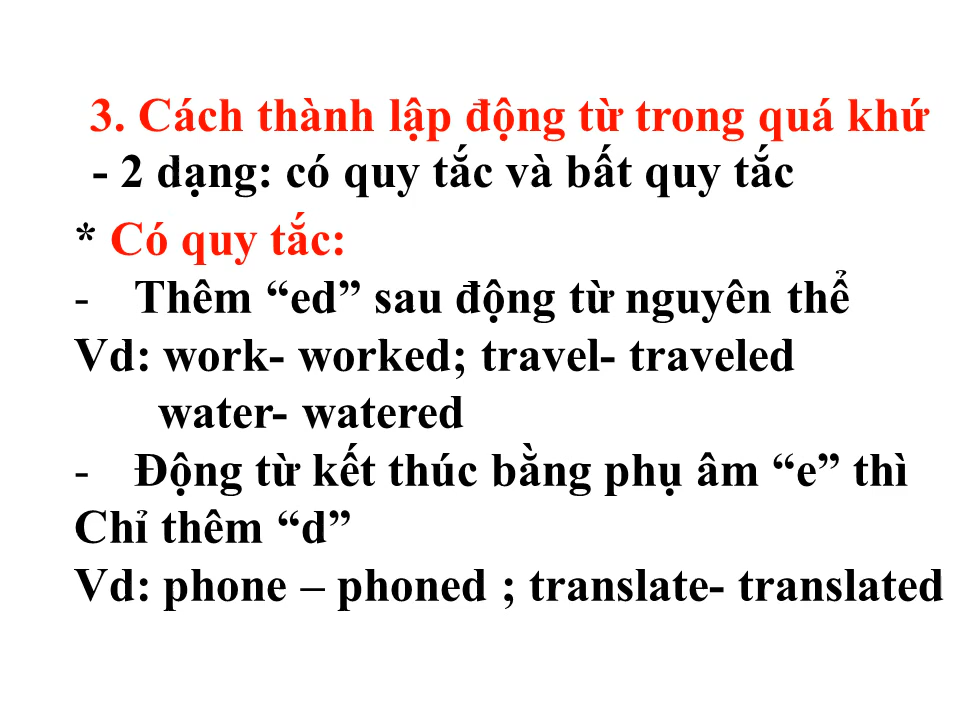 3. Cách thành lập động từ trong quá khứ
- 2 dạng: có quy tắc và bất quy tắc
* Có quy tắc:
- Thêm “ed” sau động từ nguyên thể
Vd: work- worked; travel- traveled
water- watered
- Động từ kết thúc bằng phụ âm “e” thì
Chỉ thêm “d”
Vd: phone – phoned ; translate- translated